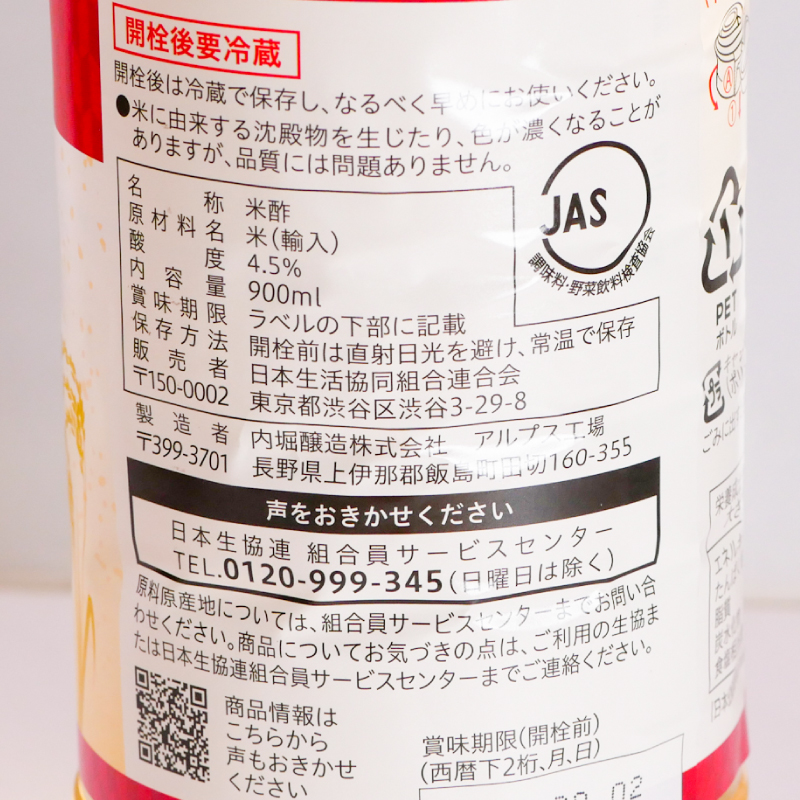 開栓後要冷蔵
開栓後は冷蔵で保存し、なるべく早めにお使いください。
●米に由来する沈殿物を生じたり、色が濃くなることが
ありますが、品質には問題ありません。
JAS
調味料・野菜飲料検査協会
名称 米酢
原材料名 米(輸入)
酸度 4.5%
内容量 900ml
賞味期限 ラベルの下部に記載
保存方法 開栓前は直射日光を避け、常温で保存
販売者 日本生活協同組合連合会
〒150-0002 東京都渋谷区渋谷3-29-8
製造者 内堀醸造株式会社 アルプス工場
〒399-3701 長野県上伊那郡飯島町田切160-355
声をおきかせください
日本生協連 組合員サービスセンター
TEL.0120-999-345(日曜日は除く)
原料原産地については、組合員サービスセンターまでお問い合
わせください。商品についてお気づきの点は、ご利用の生協ま
たは日本生協連組合員サービスセンターまでご連絡ください。
商品情報は
こちらから
声もおきかせ
ください
賞味期限(開栓前)
(西暦下2桁、月、日)
A
1
1
PET
ボトル
ごみに出
エネル
たんぱ
脂質